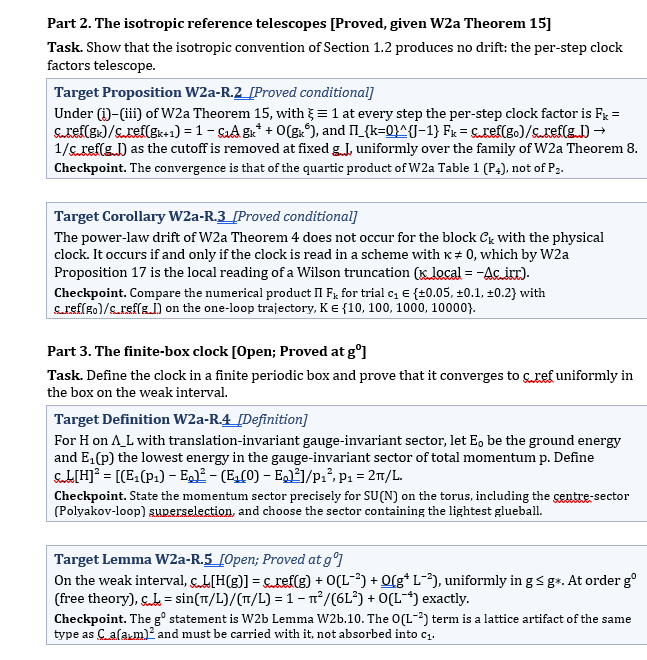 Part 2. The isotropic reference telescopes [Proved, given W2a Theorem 15]
Task. Show that the isotropic convention of Section 1.2 produces no drift: the per-step clock
factors telescope.
Target Proposition W2a-R.2 [Proved conditional]
Under (i)–(iii) of W2a Theorem 15, with ξ ≡ 1 at every step the per-step clock factor is Fₖ =
c_ref(gₖ)/c_ref(gₖ₊₁) = 1 − c₁A gₖ⁴ + O(gₖ⁶), and Π_{k=0}^{J−1} Fₖ = c_ref(g₀)/c_ref(g_J) →
1/c_ref(g_J) as the cutoff is removed at fixed g_J, uniformly over the family of W2a Theorem 8.
Checkpoint. The convergence is that of the quartic product of W2a Table 1 (P₄), not of P₂.
Target Corollary W2a-R.3 [Proved conditional]
The power-law drift of W2a Theorem 4 does not occur for the block 𝒞ₖ with the physical
clock. It occurs if and only if the clock is read in a scheme with κ ≠ 0, which by W2a
Proposition 17 is the local reading of a Wilson truncation (κ_local = −Δc_irr).
Checkpoint. Compare the numerical product Π Fₖ for trial c₁ ∈ {±0.05, ±0.1, ±0.2} with
c_ref(g₀)/c_ref(g_J) on the one-loop trajectory, K ∈ {10, 100, 1000, 10000}.
Part 3. The finite-box clock [Open; Proved at g⁰]
Task. Define the clock in a finite periodic box and prove that it converges to c_ref uniformly in
the box on the weak interval.
Target Definition W2a-R.4 [Definition]
For H on Λ_L with translation-invariant gauge-invariant sector, let E₀ be the ground energy
and E₁(p) the lowest energy in the gauge-invariant sector of total momentum p. Define
c_L[H]² = [(E₁(p₁) − E₀)² − (E₁(0) − E₀)²]/p₁², p₁ = 2π/L.
Checkpoint. State the momentum sector precisely for SU(N) on the torus, including the centre-sector
(Polyakov-loop) superselection, and choose the sector containing the lightest glueball.
Target Lemma W2a-R.5 [Open; Proved at g⁰]
On the weak interval, c_L[H(g)] = c_ref(g) + O(L⁻²) + O(g⁴ L⁻²), uniformly in g ≤ g∗. At order g⁰
(free theory), c_L = sin(π/L)/(π/L) = 1 − π²/(6L²) + O(L⁻⁴) exactly.
Checkpoint. The g⁰ statement is W2b Lemma W2b.10. The O(L⁻²) term is a lattice artifact of the same
type as C_a(aₖm)² and must be carried with it, not absorbed into c₁.